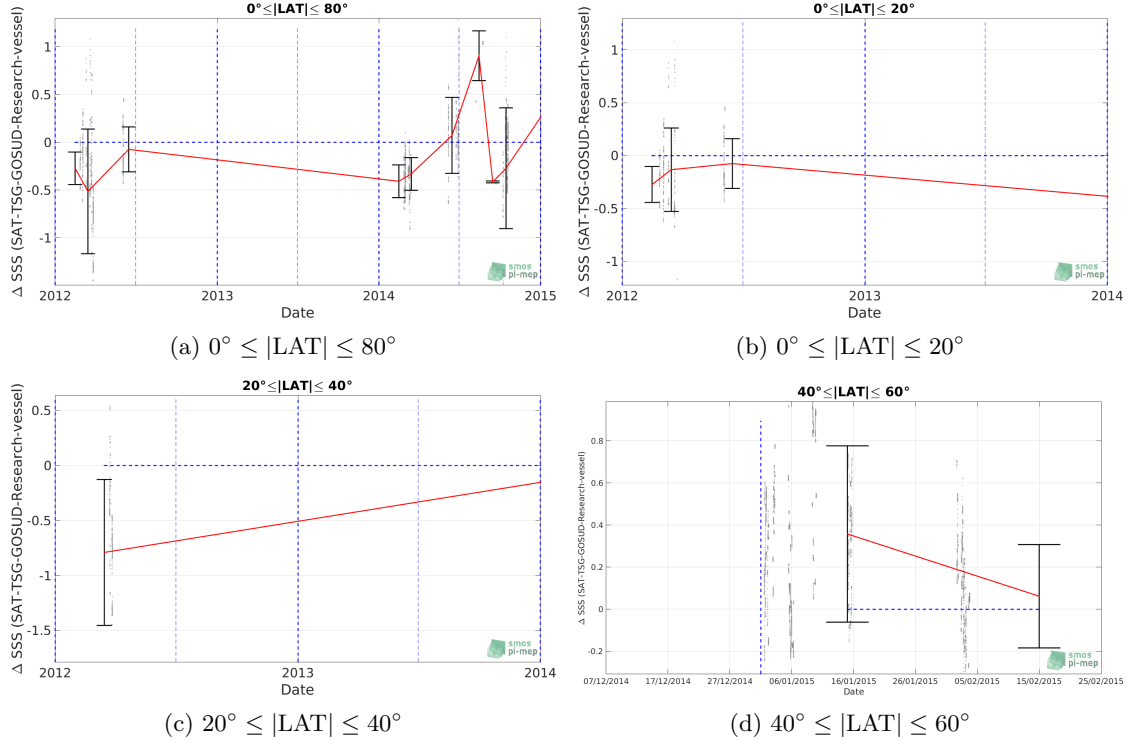 0°≤|LAT|≤ 80°
Δ SSS (SAT-TSG-GOSUD-Research-vessel)
1
0.5
0
-0.5
-1
2012
2013
2014
2015
Date
smos
pi-mep
(a) 0° ≤ |LAT| ≤ 80°
0°≤|LAT|≤ 20°
Δ SSS (SAT-TSG-GOSUD-Research-vessel)
1
0.5
0
-0.5
-1
2012
2013
2014
Date
smos
pi-mep
(b) 0° ≤ |LAT| ≤ 20°
20°≤|LAT|≤ 40°
Δ SSS (SAT-TSG-GOSUD-Research-vessel)
0.5
0
-0.5
-1
-1.5
2012
2013
2014
Date
smos
pi-mep
(c) 20° ≤ |LAT| ≤ 40°
40°≤|LAT|≤ 60°
Δ SSS (SAT-TSG-GOSUD-Research-vessel)
0.8
0.6
0.4
0.2
0
-0.2
07/12/2014
17/12/2014
27/12/2014
06/01/2015
16/01/2015
26/01/2015
05/02/2015
15/02/2015
25/02/2015
Date
smos
pi-mep
(d) 40° ≤ |LAT| ≤ 60°